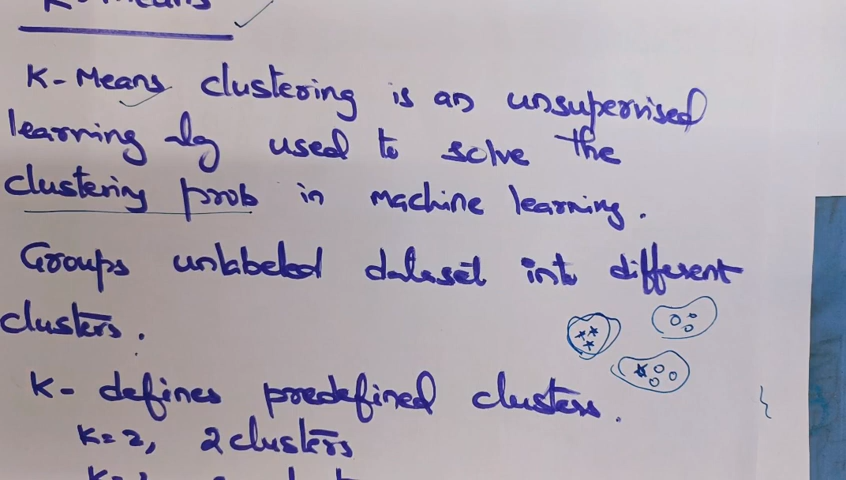 K-Means
K-Means clustering is an unsupervised
learning alg used to solve the
clustering prob in machine learning.
Groups unlabeled dataset into different
clusters.
K- defines predefined clusters.
K=2, 2 clusters